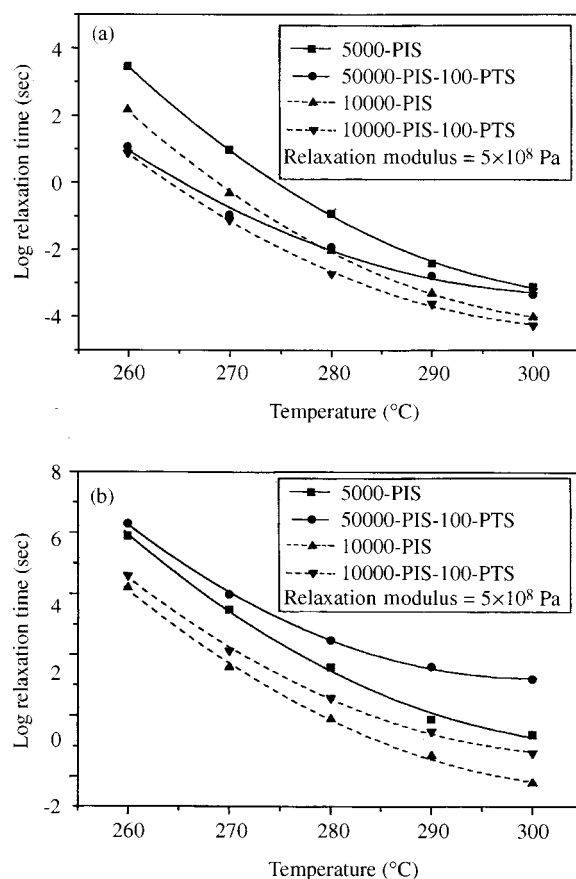 (a)
5000-PIS
50000-PIS-100-PTS
10000-PIS
10000-PIS-100-PTS
Relaxation modulus = 5×10⁸ Pa
4
2
0
-2
-4
Log relaxation time (sec)
260 270 280 290 300
Temperature (°C)
(b)
5000-PIS
50000-PIS-100-PTS
10000-PIS
10000-PIS-100-PTS
Relaxation modulus = 5×10⁸ Pa
8
6
4
2
0
-2
Log relaxation time (sec)
260 270 280 290 300
Temperature (°C)